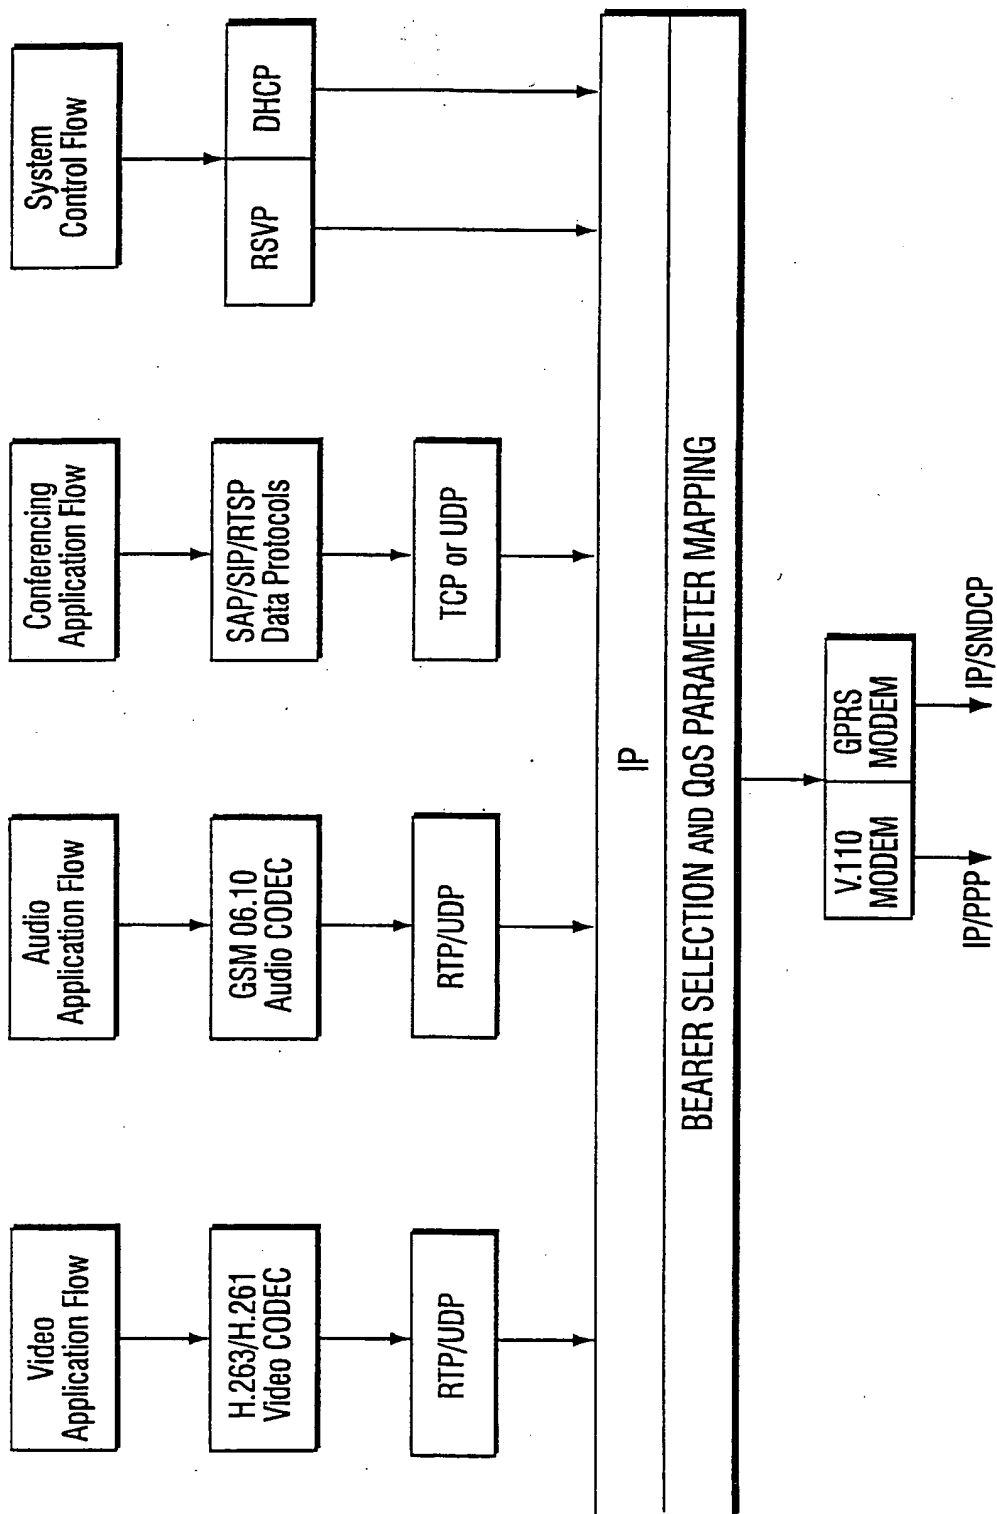 Video
Application Flow
H.263/H.261
Video CODEC
RTP/UDP
Audio
Application Flow
GSM 06.10
Audio CODEC
RTP/UDP
Conferencing
Application Flow
SAP/SIP/RTSP
Data Protocols
TCP or UDP
System
Control Flow
RSVP
DHCP
IP
BEARER SELECTION AND QoS PARAMETER MAPPING
V.110
MODEM
GPRS
MODEM
IP/PPP
IP/SNDCP